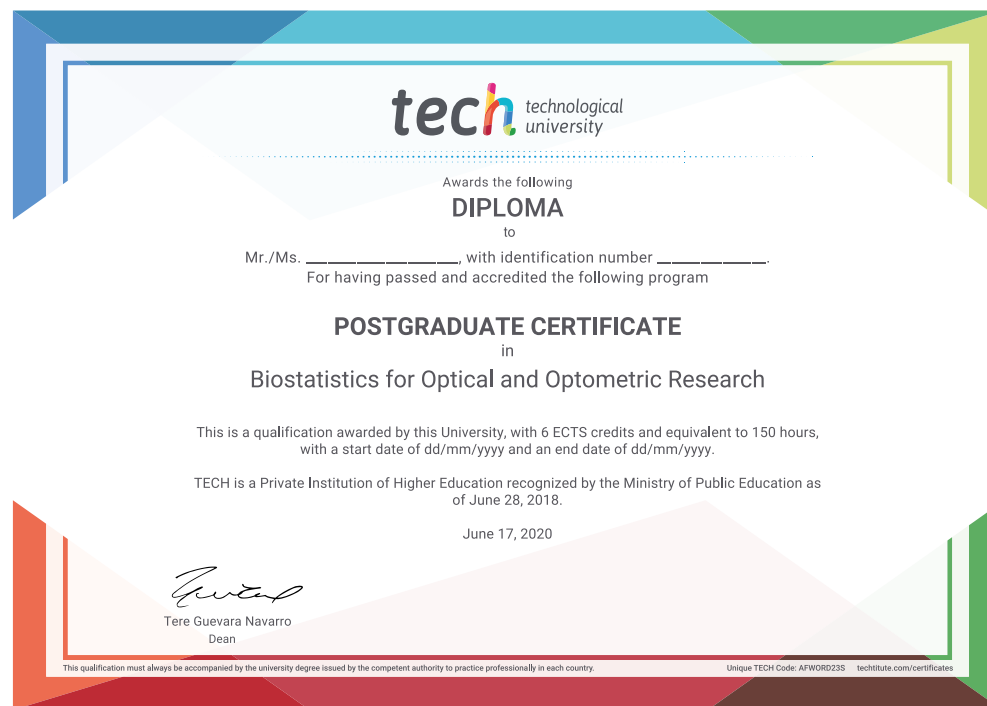 tech technological
university
Awards the following
DIPLOMA
to
Mr./Ms. __________________, with identification number _____________.
For having passed and accredited the following program
POSTGRADUATE CERTIFICATE
in
Biostatistics for Optical and Optometric Research
This is a qualification awarded by this University, with 6 ECTS credits and equivalent to 150 hours,
with a start date of dd/mm/yyyy and an end date of dd/mm/yyyy.
TECH is a Private Institution of Higher Education recognized by the Ministry of Public Education as
of June 28, 2018.
June 17, 2020
Tere Guevara Navarro
Dean
This qualification must always be accompanied by the university degree issued by the competent authority to practice professionally in each country.
Unique TECH Code: AFWORD23S techtitute.com/certificates